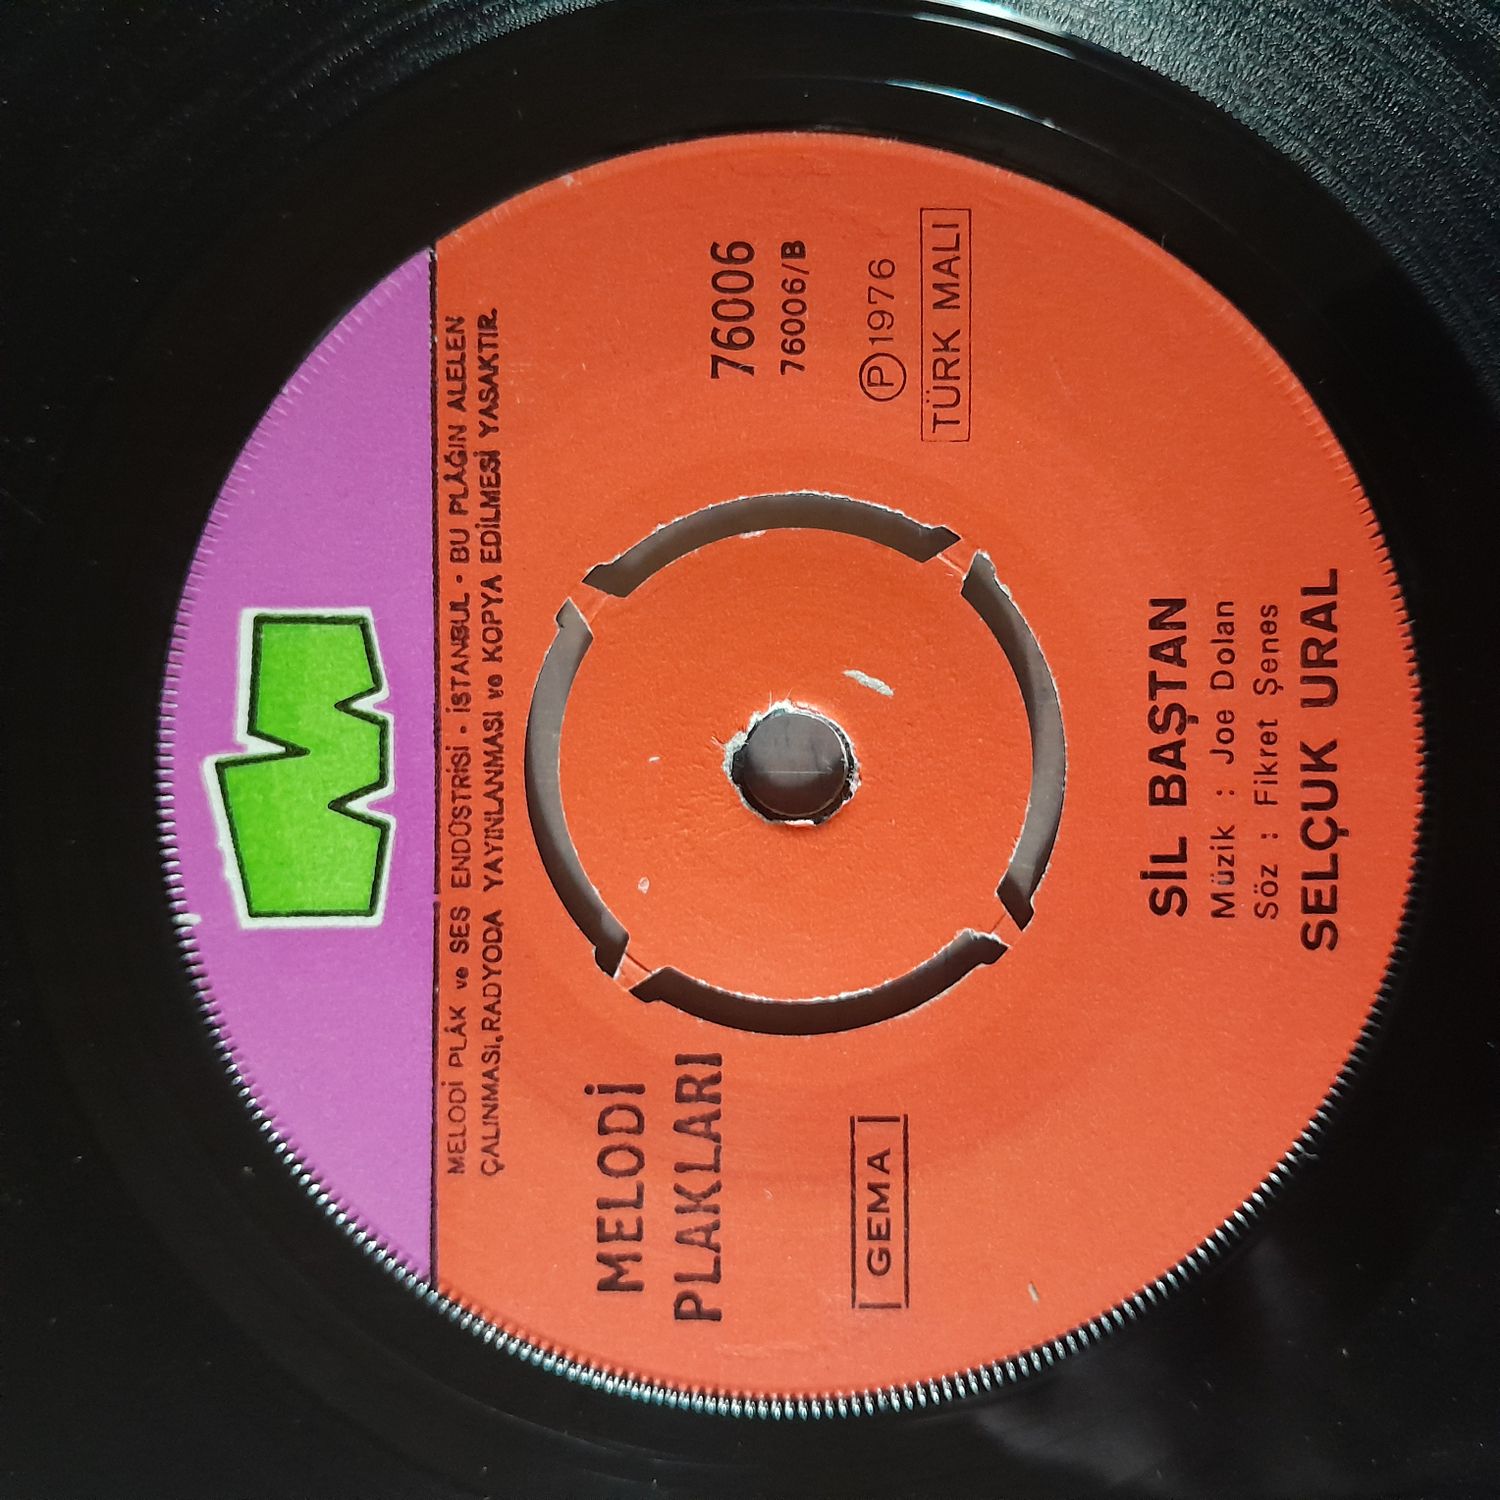 M
MELODİ PLÂK ve SES ENDÜSTRİSİ - İSTANBUL - BU PLÂĞIN ALELEN
ÇALINMASI, RADYODA YAYINLANMASI ve KOPYA EDİLMESİ YASAKTIR.
MELODİ
PLAKLARI
GEMA
76006
76006/B
Ⓟ 1976
TÜRK MALI
SİL BAŞTAN
Müzik : Joe Dolan
Söz : Fikret Şenes
SELÇUK URAL